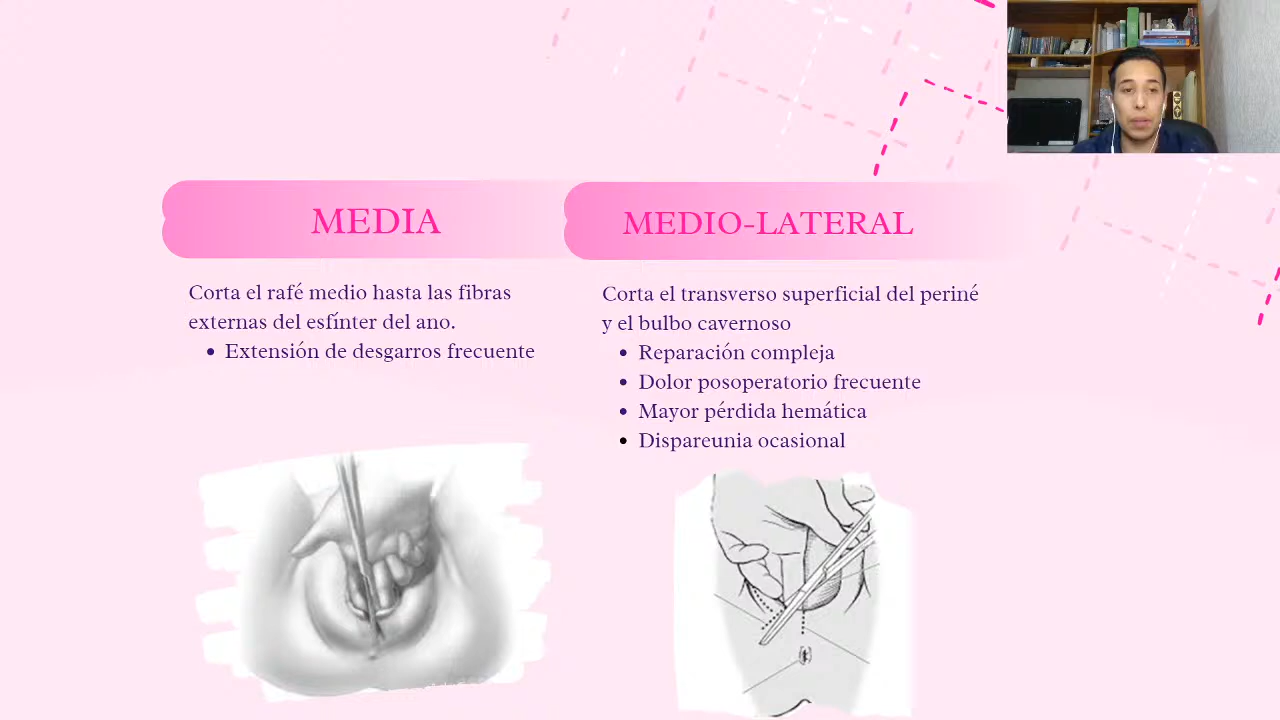 MEDIA
Corta el rafé medio hasta las fibras
externas del esfínter del ano.
• Extensión de desgarros frecuente
MEDIO-LATERAL
Corta el transverso superficial del periné
y el bulbo cavernoso
• Reparación compleja
• Dolor posoperatorio frecuente
• Mayor pérdida hemática
• Dispareunia ocasional